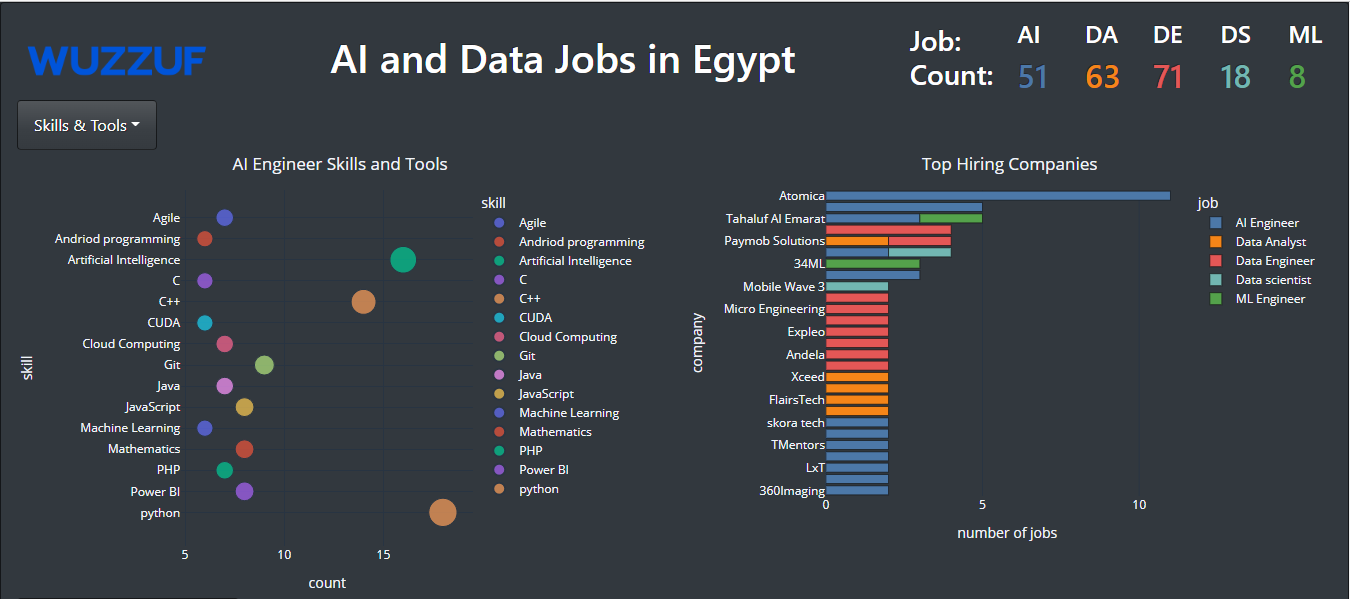 WUZZUF
AI and Data Jobs in Egypt
Job: AI DA DE DS ML
Count: 51 63 71 18 8
Skills & Tools
AI Engineer Skills and Tools
skill
Agile
Andriod programming
Artificial Intelligence
C
C++
CUDA
Cloud Computing
Git
Java
JavaScript
Machine Learning
Mathematics
PHP
Power BI
python
5 10 15
count
skill
Agile
Andriod programming
Artificial Intelligence
C
C++
CUDA
Cloud Computing
Git
Java
JavaScript
Machine Learning
Mathematics
PHP
Power BI
python
Top Hiring Companies
company
Atomica
Tahaluf Al Emarat
Paymob Solutions
34ML
Mobile Wave 3
Micro Engineering
Expleo
Andela
Xceed
FlairsTech
skora tech
TMentors
LxT
360Imaging
0 5 10
number of jobs
job
AI Engineer
Data Analyst
Data Engineer
Data scientist
ML Engineer